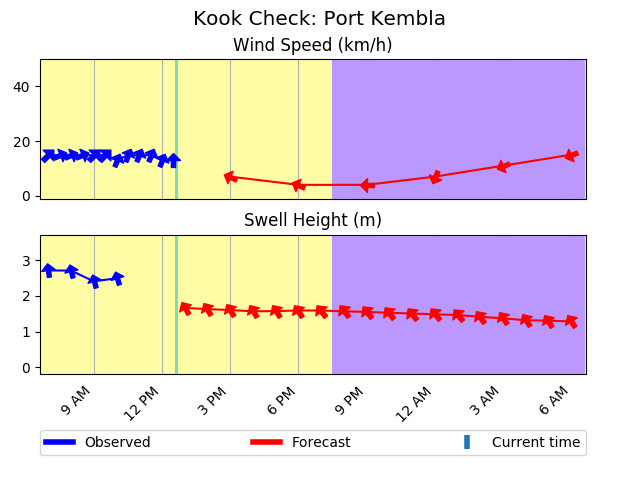 Kook Check: Port Kembla
Wind Speed (km/h)
40
20
0
Swell Height (m)
3
2
1
0
9 AM 12 PM 3 PM 6 PM 9 PM 12 AM 3 AM 6 AM
Observed Forecast Current time